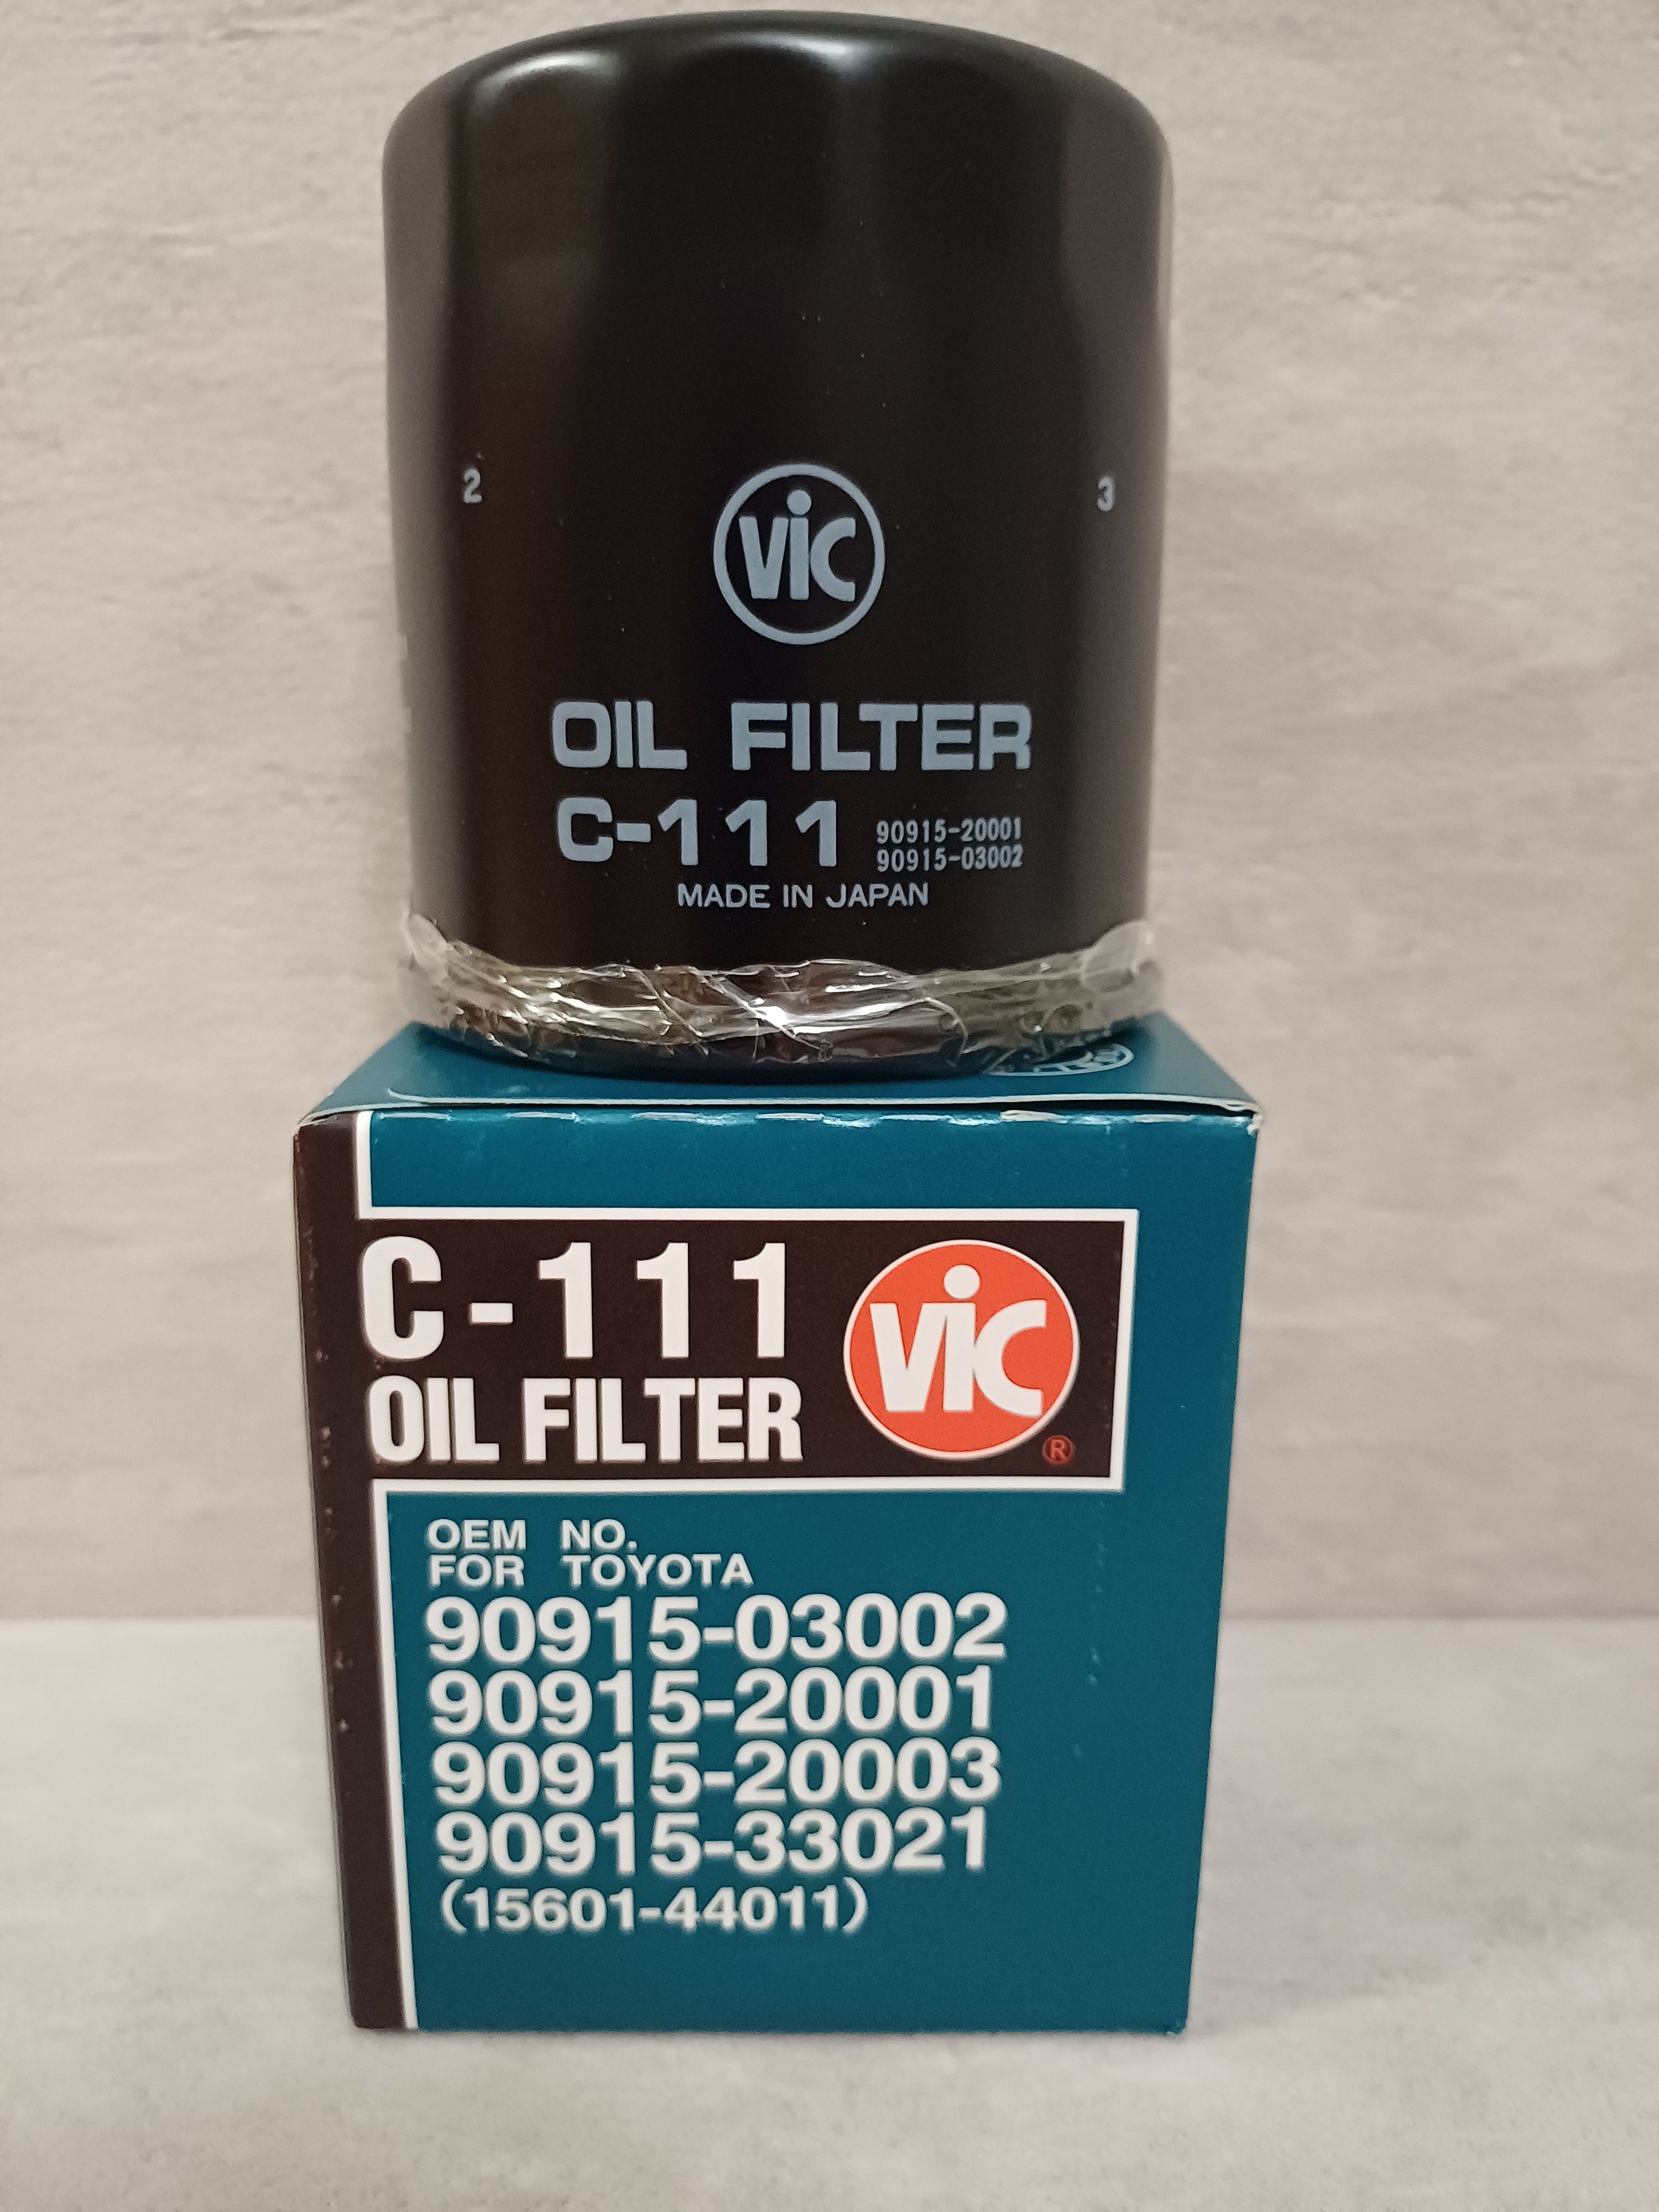 2
3
ViC
OIL FILTER
C-111 90915-20001
90915-03002
MADE IN JAPAN
C-111
OIL FILTER
ViC
®
OEM NO.
FOR TOYOTA
90915-03002
90915-20001
90915-20003
90915-33021
(15601-44011)